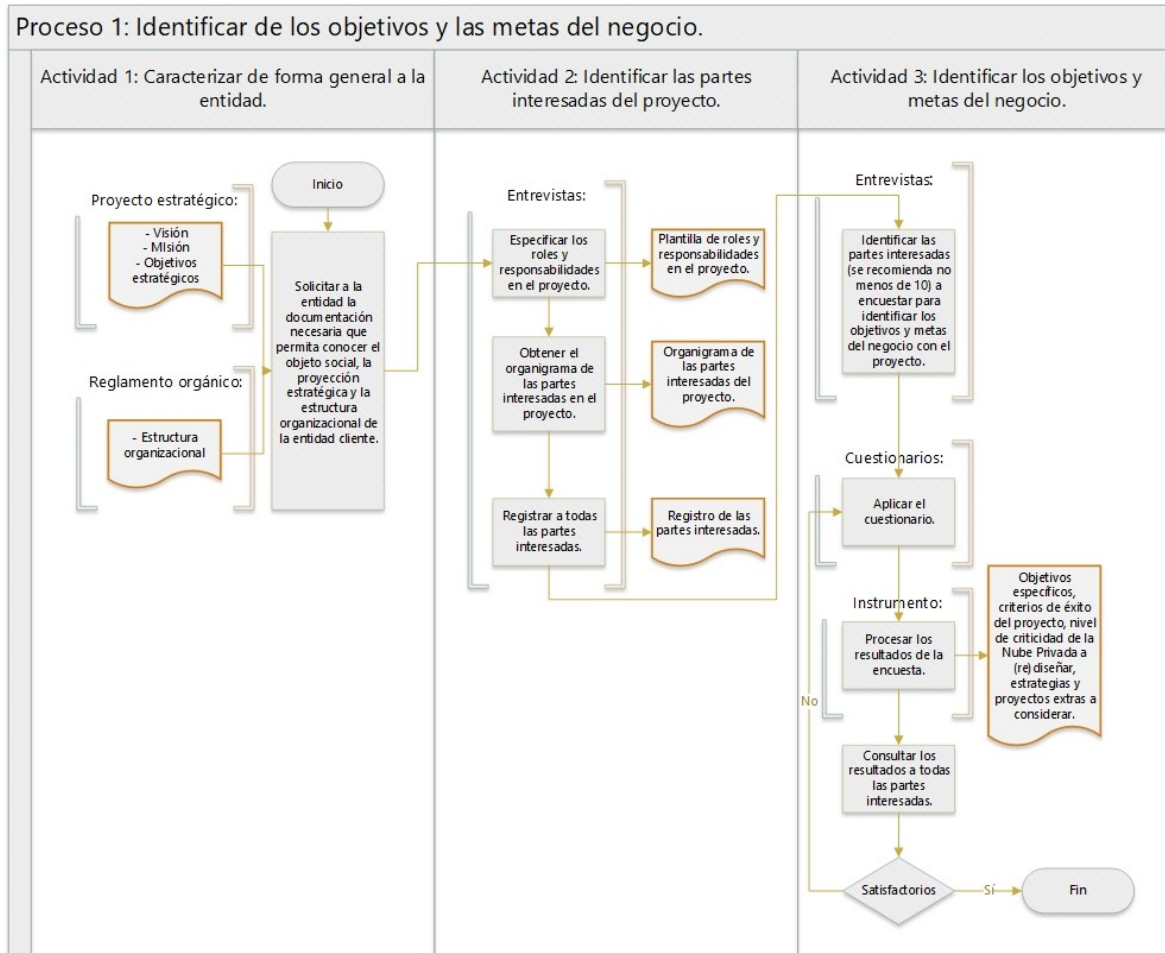 Proceso 1: Identificar de los objetivos y las metas del negocio.
Actividad 1: Caracterizar de forma general a la
entidad.
Actividad 2: Identificar las partes
interesadas del proyecto.
Actividad 3: Identificar los objetivos y
metas del negocio.
Inicio
Proyecto estratégico:
- Visión
- MIsión
- Objetivos
estratégicos
Reglamento orgánico:
- Estructura
organizacional
Solicitar a la
entidad la
documentación
necesaria que
permita conocer el
objeto social, la
proyección
estratégica y la
estructura
organizacional de
la entidad cliente.
Entrevistas:
Especificar los
roles y
responsabilidades
en el proyecto.
Plantilla de roles y
responsabilidades
en el proyecto.
Obtener el
organigrama de
las partes
interesadas en el
proyecto.
Organigrama de
las partes
interesadas del
proyecto.
Registrar a todas
las partes
interesadas.
Registro de las
partes interesadas.
Entrevistas:
Identificar las
partes interesadas
(se recomienda no
menos de 10) a
encuestar para
identificar los
objetivos y metas
del negocio con el
proyecto.
Cuestionarios:
Aplicar el
cuestionario.
Instrumento:
Procesar los
resultados de la
encuesta.
Objetivos
específicos,
criterios de éxito
del proyecto, nivel
de criticidad de la
Nube Privada a
(re)diseñar,
estrategias y
proyectos extras a
considerar.
No
Consultar los
resultados a todas
las partes
interesadas.
Satisfactorios
Sí
Fin